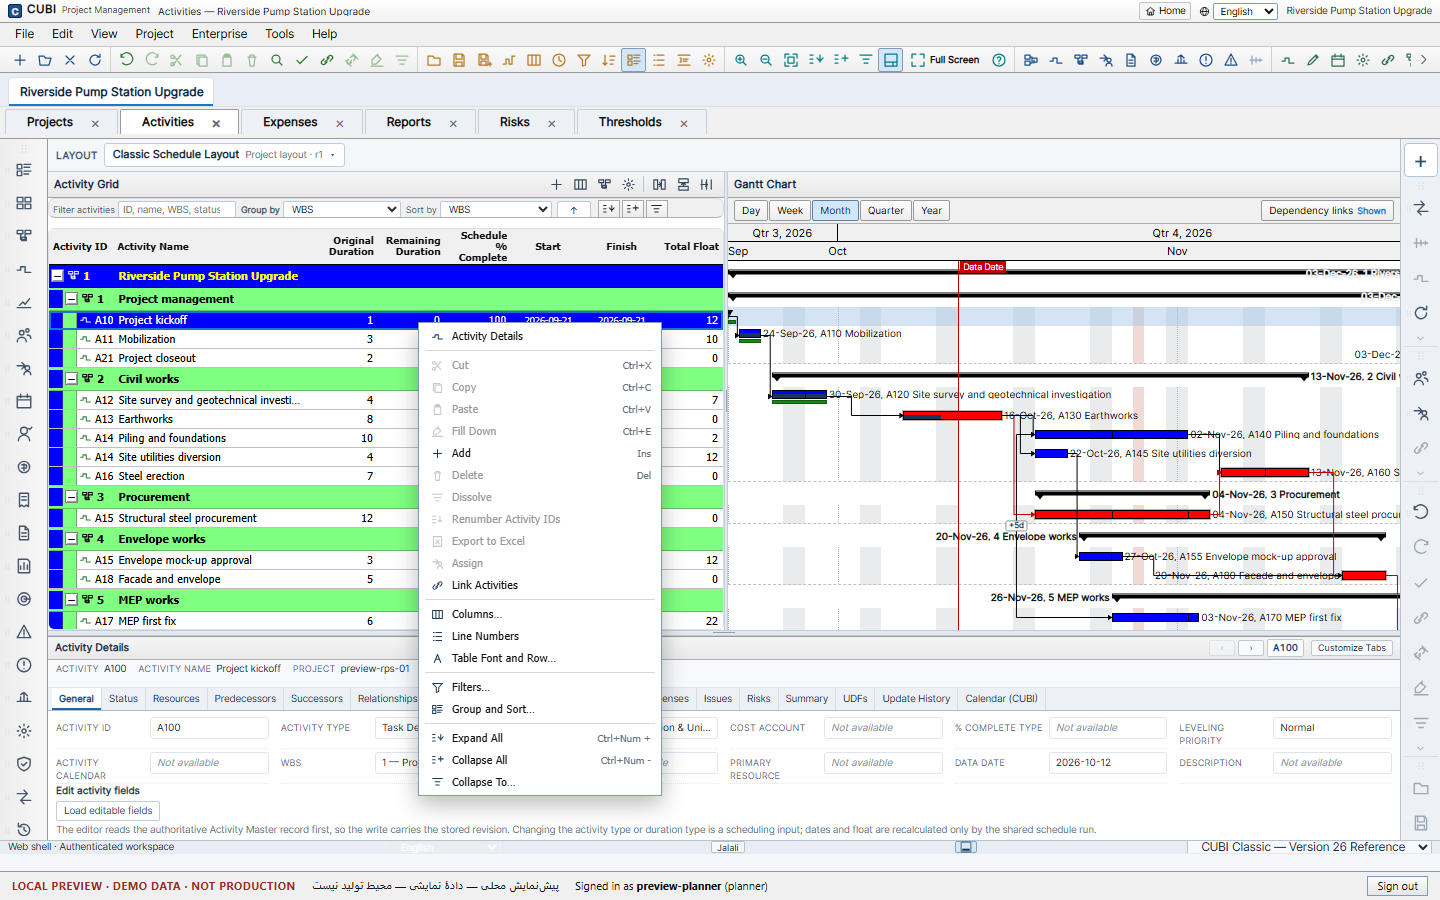 CUBI Project Management Activities — Riverside Pump Station Upgrade
Home English Riverside Pump Station Upgrade
File Edit View Project Enterprise Tools Help
Full Screen
Riverside Pump Station Upgrade
Projects Activities Expenses Reports Risks Thresholds
LAYOUT Classic Schedule Layout Project layout · r1
Activity Grid
Filter activities ID, name, WBS, status Group by WBS Sort by WBS
Activity ID Activity Name Original Duration Remaining Duration Schedule % Complete Start Finish Total Float
1 Riverside Pump Station Upgrade
1 Project management
A10 Project kickoff 1 0 100 2026-09-21 2026-09-21 12
A11 Mobilization 3 10
A21 Project closeout 2 0
2 Civil works
A12 Site survey and geotechnical investi... 4 7
A13 Earthworks 8 0
A14 Piling and foundations 10 2
A14 Site utilities diversion 4 12
A16 Steel erection 7 0
3 Procurement
A15 Structural steel procurement 12 0
4 Envelope works
A15 Envelope mock-up approval 3 12
A18 Facade and envelope 5 0
5 MEP works
A17 MEP first fix 6 22
Activity Details
Cut Ctrl+X
Copy Ctrl+C
Paste Ctrl+V
Fill Down Ctrl+E
Add Ins
Delete Del
Dissolve
Renumber Activity IDs
Export to Excel
Assign
Link Activities
Columns...
Line Numbers
Table Font and Row...
Filters...
Group and Sort...
Expand All Ctrl+Num +
Collapse All Ctrl+Num -
Collapse To...
Gantt Chart
Day Week Month Quarter Year Dependency links Shown
Qtr 3, 2026 Qtr 4, 2026
Sep Oct Nov
Data Date
03-Dec-26, 1 Rivers
03-Dec-
24-Sep-26, A110 Mobilization
03-Dec-2
13-Nov-26, 2 Civil
30-Sep-26, A120 Site survey and geotechnical investigation
16-Oct-26, A130 Earthworks
02-Nov-26, A140 Piling and foundations
22-Oct-26, A145 Site utilities diversion
13-Nov-26, A160 S
04-Nov-26, 3 Procurement
04-Nov-26, A150 Structural steel procur
+5d
20-Nov-26, 4 Envelope works
27-Oct-26, A155 Envelope mock-up approval
20-Nov-26, A180 Facade and envelope
26-Nov-26, 5 MEP works
03-Nov-26, A170 MEP first fix
Activity Details A100 Customize Tabs
ACTIVITY A100 ACTIVITY NAME Project kickoff PROJECT preview-rps-01
General Status Resources Predecessors Successors Relationships enses Issues Risks Summary UDFs Update History Calendar (CUBI)
ACTIVITY ID A100 ACTIVITY TYPE Task De on & Uni... COST ACCOUNT Not available % COMPLETE TYPE Not available LEVELING PRIORITY Normal
ACTIVITY CALENDAR Not available WBS 1 — Pro le PRIMARY RESOURCE Not available DATA DATE 2026-10-12 DESCRIPTION Not available
Edit activity fields
Load editable fields
The editor reads the authoritative Activity Master record first, so the write carries the stored revision. Changing the activity type or duration type is a scheduling input; dates and float are recalculated only by the shared schedule run.
Web shell · Authenticated workspace English Jalali CUBI Classic — Version 26 Reference
LOCAL PREVIEW · DEMO DATA · NOT PRODUCTION پیش‌نمایش محلی — دادهٔ نمایشی — محیط تولید نیست Signed in as preview-planner (planner) Sign out